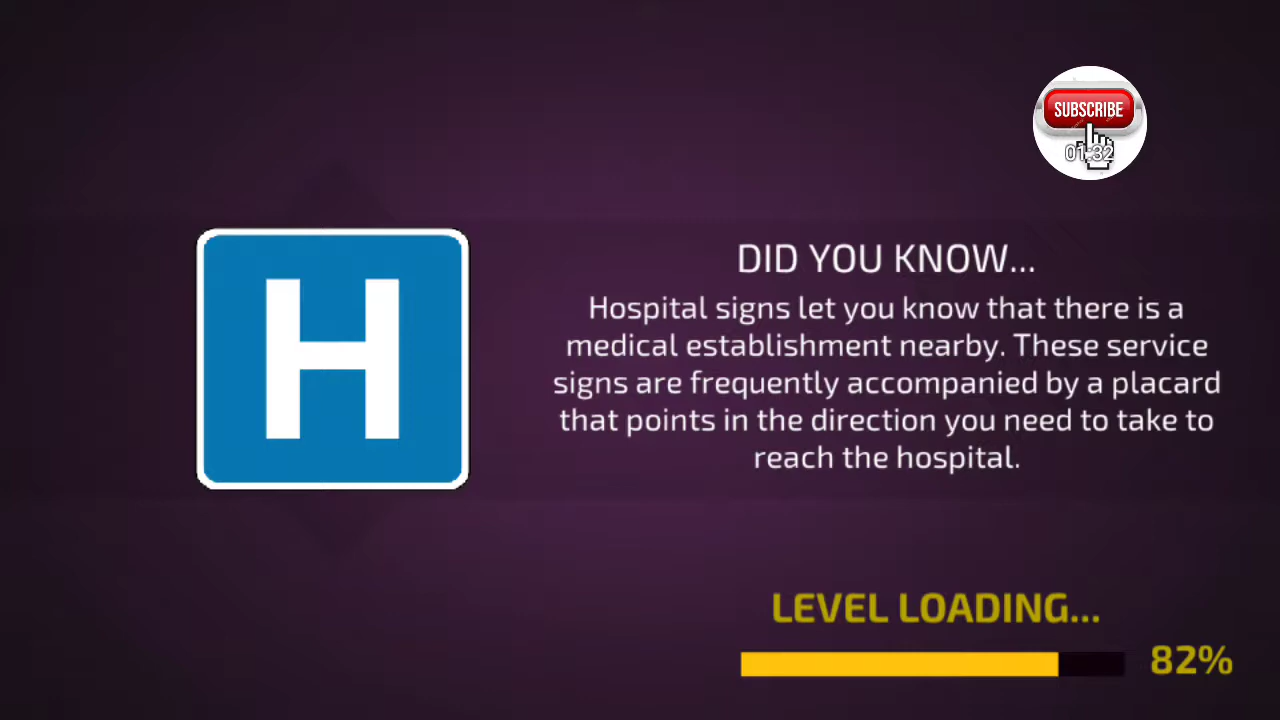 SUBSCRIBE
01:32
H
DID YOU KNOW...
Hospital signs let you know that there is a
medical establishment nearby. These service
signs are frequently accompanied by a placard
that points in the direction you need to take to
reach the hospital.
LEVEL LOADING...
82%